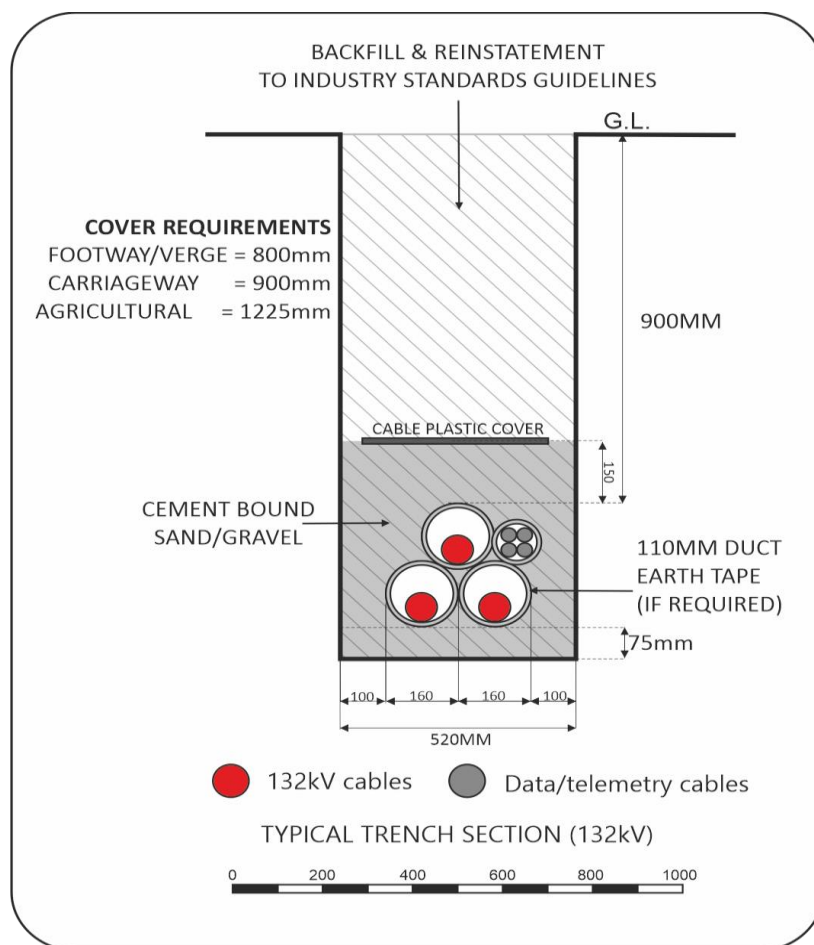 BACKFILL & REINSTATEMENT
TO INDUSTRY STANDARDS GUIDELINES
G.L.
COVER REQUIREMENTS
FOOTWAY/VERGE = 800mm
CARRIAGEWAY = 900mm
AGRICULTURAL = 1225mm
900MM
CABLE PLASTIC COVER
150
CEMENT BOUND
SAND/GRAVEL
110MM DUCT
EARTH TAPE
(IF REQUIRED)
75mm
100 160 160 100
520MM
132kV cables
Data/telemetry cables
TYPICAL TRENCH SECTION (132kV)
0 200 400 600 800 1000